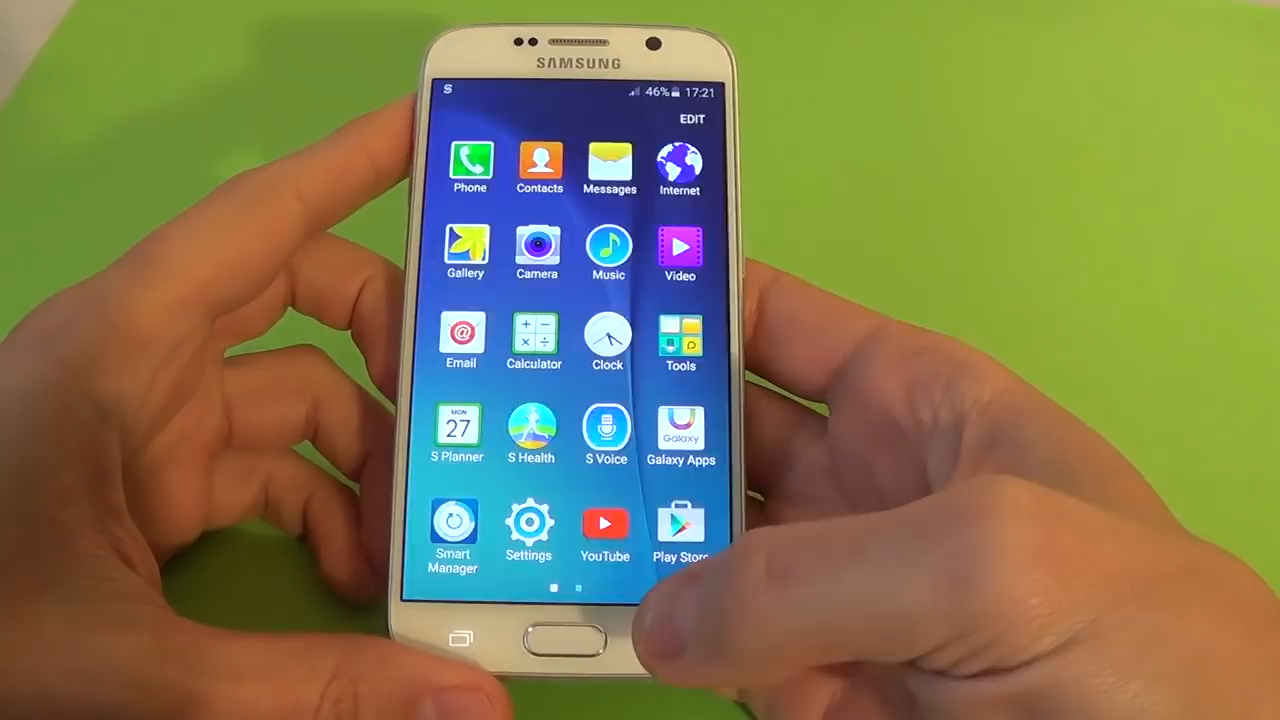 SAMSUNG
S 46% 17:21
EDIT
Phone Contacts Messages Internet
Gallery Camera Music Video
Email Calculator Clock Tools
MON
27
Galaxy
S Planner S Health S Voice Galaxy Apps
Smart Manager Settings YouTube Play Store